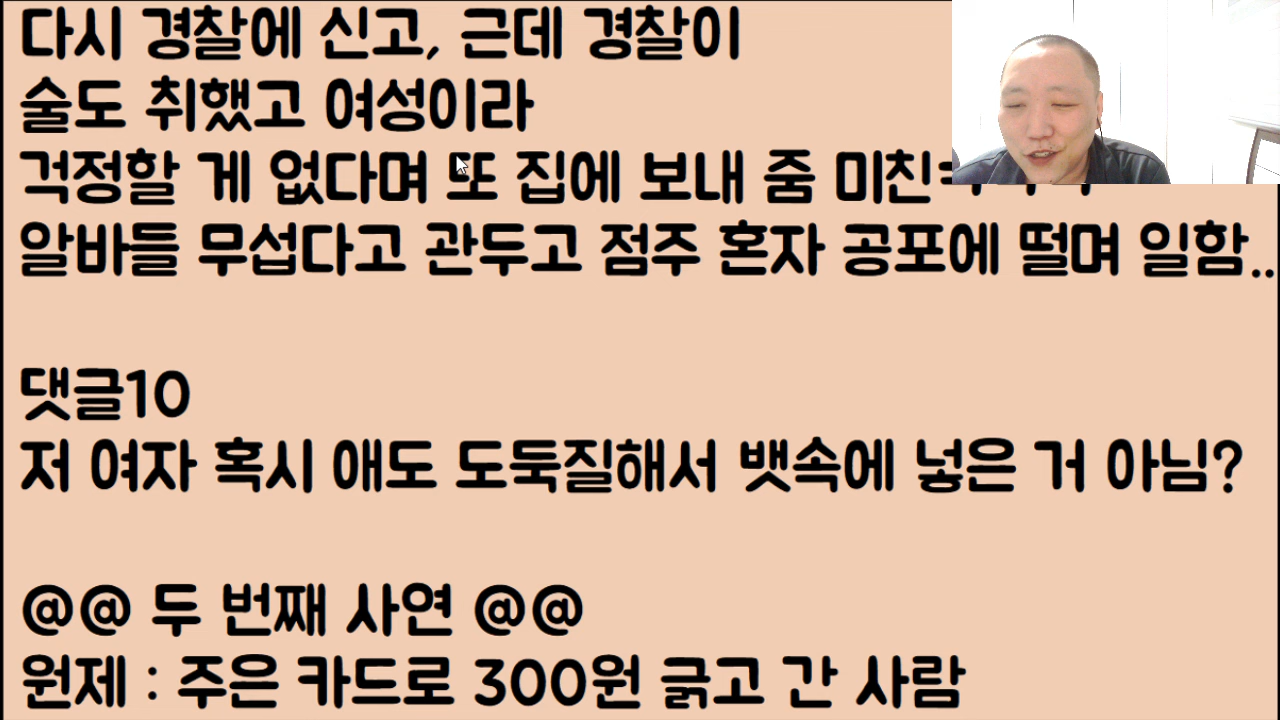 다시 경찰에 신고, 근데 경찰이
술도 취했고 여성이라
걱정할 게 없다며 또 집에 보내 줌
알바들 무섭다고 관두고 점주 혼자 공포에 떨며 일함..
댓글10
저 여자 혹시 애도 도둑질해서 뱃속에 넣은 거 아님?
@@ 두 번째 사연 @@
원제 : 주은 카드로 300원 긁고 간 사람